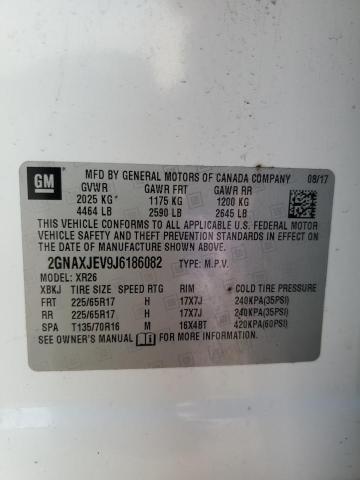 GM
MFD BY GENERAL MOTORS OF CANADA COMPANY 08/17
GVWR GAWR FRT GAWR RR
2025 KG* 1175 KG 1200 KG
4464 LB 2590 LB 2645 LB
THIS VEHICLE CONFORMS TO ALL APPLICABLE U.S. FEDERAL MOTOR
VEHICLE SAFETY AND THEFT PREVENTION STANDARDS IN EFFECT ON
THE DATE OF MANUFACTURE SHOWN ABOVE.
2GNAXJEV9J6186082 TYPE: M.P.V.
MODEL: XR26
XBKJ TIRE SIZE SPEED RTG RIM COLD TIRE PRESSURE
FRT 225/65R17 H 17X7J 240KPA(35PSI)
RR 225/65R17 H 17X7J 240KPA(35PSI)
SPA T135/70R16 M 16X4BT 420KPA(60PSI)
SEE OWNER'S MANUAL FOR MORE INFORMATION.